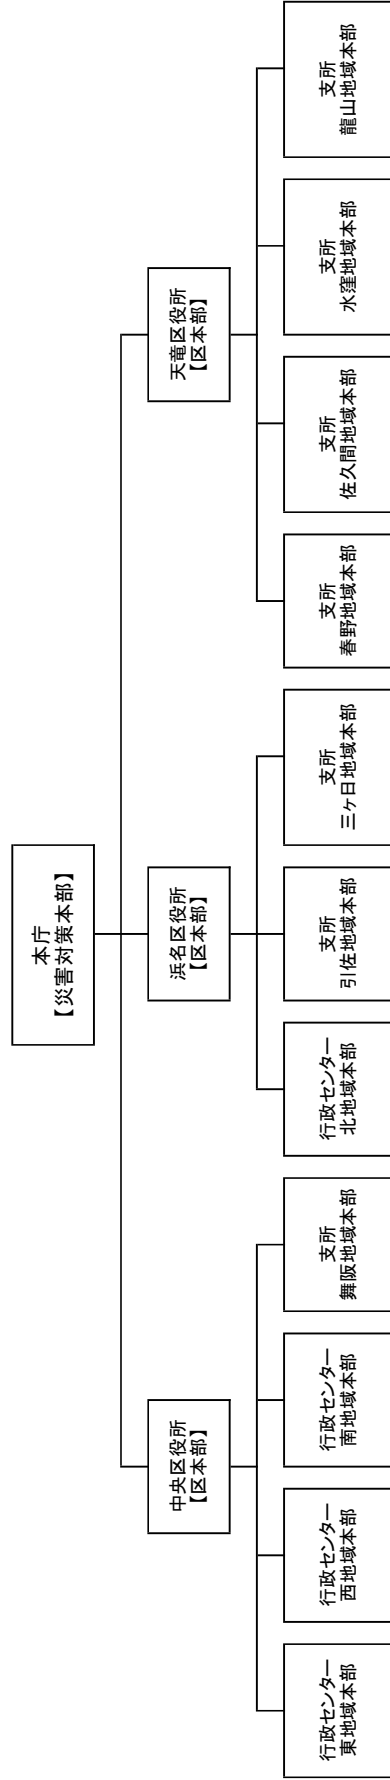 本庁
【災害対策本部】
中央区役所
【区本部】
浜名区役所
【区本部】
天竜区役所
【区本部】
行政センター
東地域本部
行政センター
西地域本部
行政センター
南地域本部
支所
舞阪地域本部
行政センター
北地域本部
支所
引佐地域本部
支所
三ヶ日地域本部
支所
春野地域本部
支所
佐久間地域本部
支所
水窪地域本部
支所
龍山地域本部